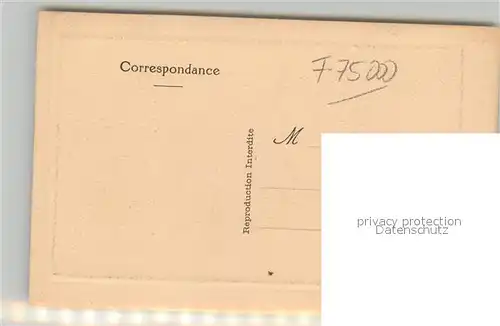 Correspondance
F-75000
Reproduction Interdite
M
privacy protection
Datenschutz